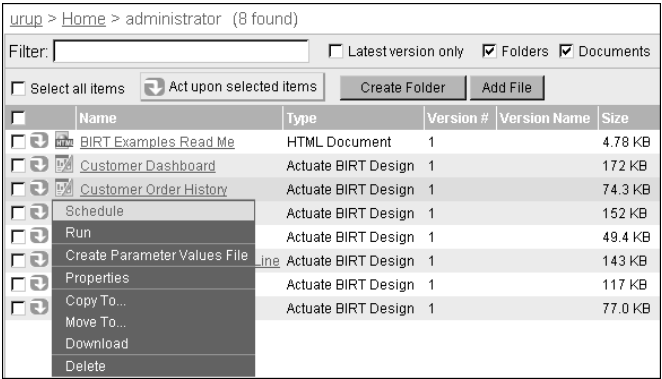 urup > Home > administrator (8 found)
Filter: Latest version only Folders Documents
Select all items Act upon selected items Create Folder Add File
Name Type Version # Version Name Size
BIRT Examples Read Me HTML Document 1 4.78 KB
Customer Dashboard Actuate BIRT Design 1 172 KB
Customer Order History Actuate BIRT Design 1 74.3 KB
Schedule Actuate BIRT Design 1 152 KB
Run Actuate BIRT Design 1 49.4 KB
Create Parameter Values File Line Actuate BIRT Design 1 143 KB
Properties Actuate BIRT Design 1 117 KB
Copy To... Actuate BIRT Design 1 77.0 KB
Move To...
Download
Delete